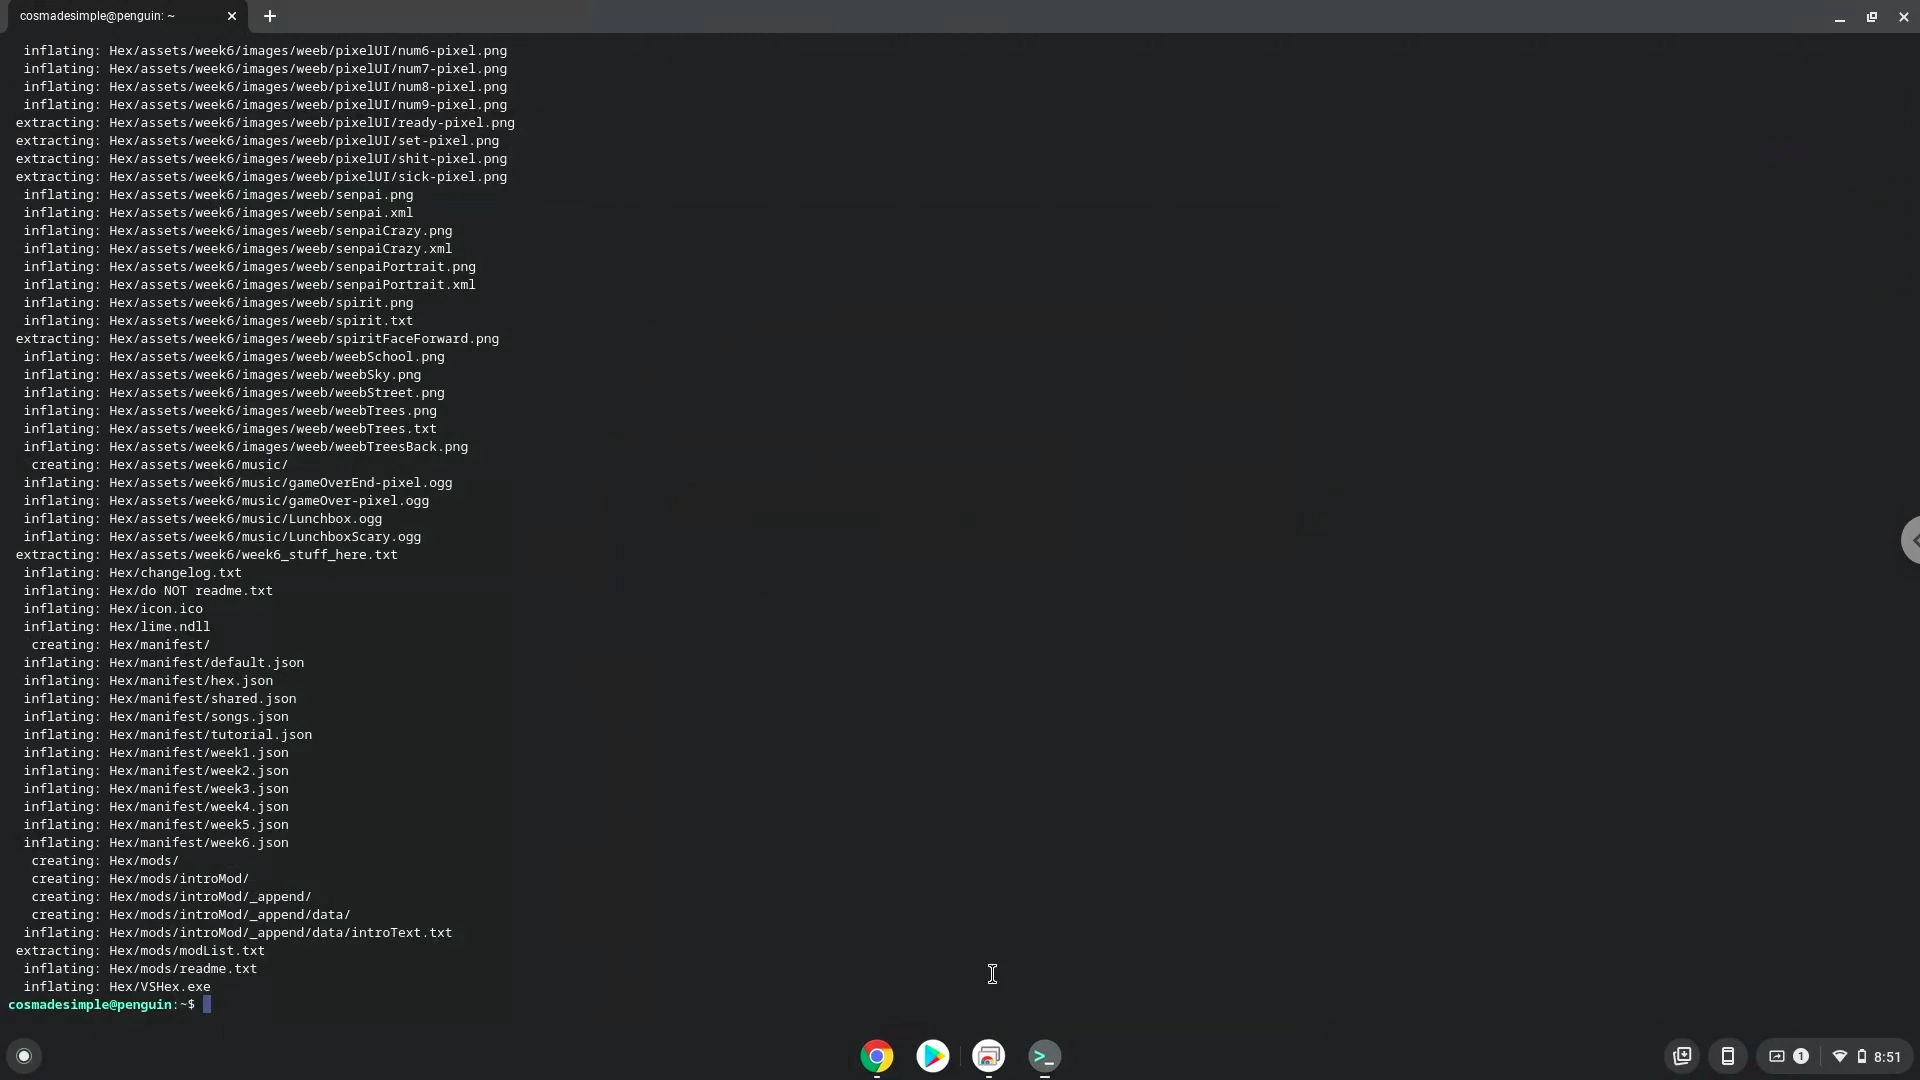 cosmadesimple@penguin: ~
inflating: Hex/assets/week6/images/weeb/pixelUI/num6-pixel.png
inflating: Hex/assets/week6/images/weeb/pixelUI/num7-pixel.png
inflating: Hex/assets/week6/images/weeb/pixelUI/num8-pixel.png
inflating: Hex/assets/week6/images/weeb/pixelUI/num9-pixel.png
extracting: Hex/assets/week6/images/weeb/pixelUI/ready-pixel.png
extracting: Hex/assets/week6/images/weeb/pixelUI/set-pixel.png
extracting: Hex/assets/week6/images/weeb/pixelUI/shit-pixel.png
extracting: Hex/assets/week6/images/weeb/pixelUI/sick-pixel.png
inflating: Hex/assets/week6/images/weeb/senpai.png
inflating: Hex/assets/week6/images/weeb/senpai.xml
inflating: Hex/assets/week6/images/weeb/senpaiCrazy.png
inflating: Hex/assets/week6/images/weeb/senpaiCrazy.xml
inflating: Hex/assets/week6/images/weeb/senpaiPortrait.png
inflating: Hex/assets/week6/images/weeb/senpaiPortrait.xml
inflating: Hex/assets/week6/images/weeb/spirit.png
inflating: Hex/assets/week6/images/weeb/spirit.txt
extracting: Hex/assets/week6/images/weeb/spiritFaceForward.png
inflating: Hex/assets/week6/images/weeb/weebSchool.png
inflating: Hex/assets/week6/images/weeb/weebSky.png
inflating: Hex/assets/week6/images/weeb/weebStreet.png
inflating: Hex/assets/week6/images/weeb/weebTrees.png
inflating: Hex/assets/week6/images/weeb/weebTrees.txt
inflating: Hex/assets/week6/images/weeb/weebTreesBack.png
creating: Hex/assets/week6/music/
inflating: Hex/assets/week6/music/gameOverEnd-pixel.ogg
inflating: Hex/assets/week6/music/gameOver-pixel.ogg
inflating: Hex/assets/week6/music/Lunchbox.ogg
inflating: Hex/assets/week6/music/LunchboxScary.ogg
extracting: Hex/assets/week6/week6_stuff_here.txt
inflating: Hex/changelog.txt
inflating: Hex/do NOT readme.txt
inflating: Hex/icon.ico
inflating: Hex/lime.ndll
creating: Hex/manifest/
inflating: Hex/manifest/default.json
inflating: Hex/manifest/hex.json
inflating: Hex/manifest/shared.json
inflating: Hex/manifest/songs.json
inflating: Hex/manifest/tutorial.json
inflating: Hex/manifest/week1.json
inflating: Hex/manifest/week2.json
inflating: Hex/manifest/week3.json
inflating: Hex/manifest/week4.json
inflating: Hex/manifest/week5.json
inflating: Hex/manifest/week6.json
creating: Hex/mods/
creating: Hex/mods/introMod/
creating: Hex/mods/introMod/_append/
creating: Hex/mods/introMod/_append/data/
inflating: Hex/mods/introMod/_append/data/introText.txt
extracting: Hex/mods/modList.txt
inflating: Hex/mods/readme.txt
inflating: Hex/VSHex.exe
cosmadesimple@penguin:~$
1
8:51